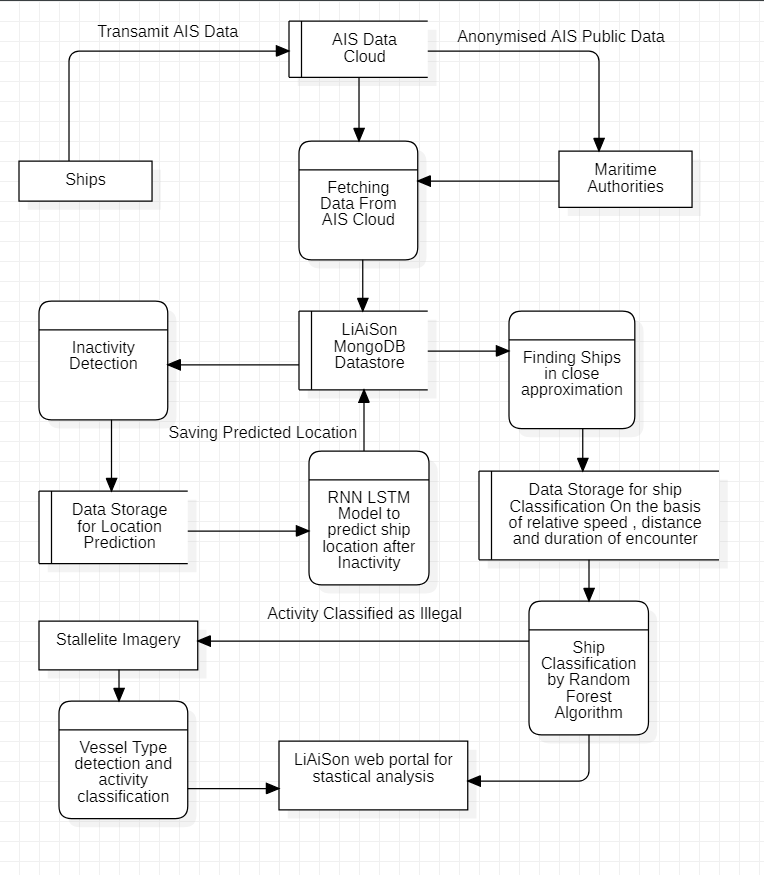 Transamit AIS Data
AIS Data
Cloud
Anonymised AIS Public Data
Ships
Maritime
Authorities
Fetching
Data From
AIS Cloud
Inactivity
Detection
LiAiSon
MongoDB
Datastore
Finding Ships
in close
approximation
Saving Predicted Location
Data Storage
for Location
Prediction
RNN LSTM
Model to
predict ship
location after
Inactivity
Data Storage for ship
Classification On the basis
of relative speed , distance
and duration of encounter
Activity Classified as Illegal
Stallelite Imagery
Ship
Classification
by Random
Forest
Algorithm
Vessel Type
detection and
activity
classification
LiAiSon web portal for
stastical analysis